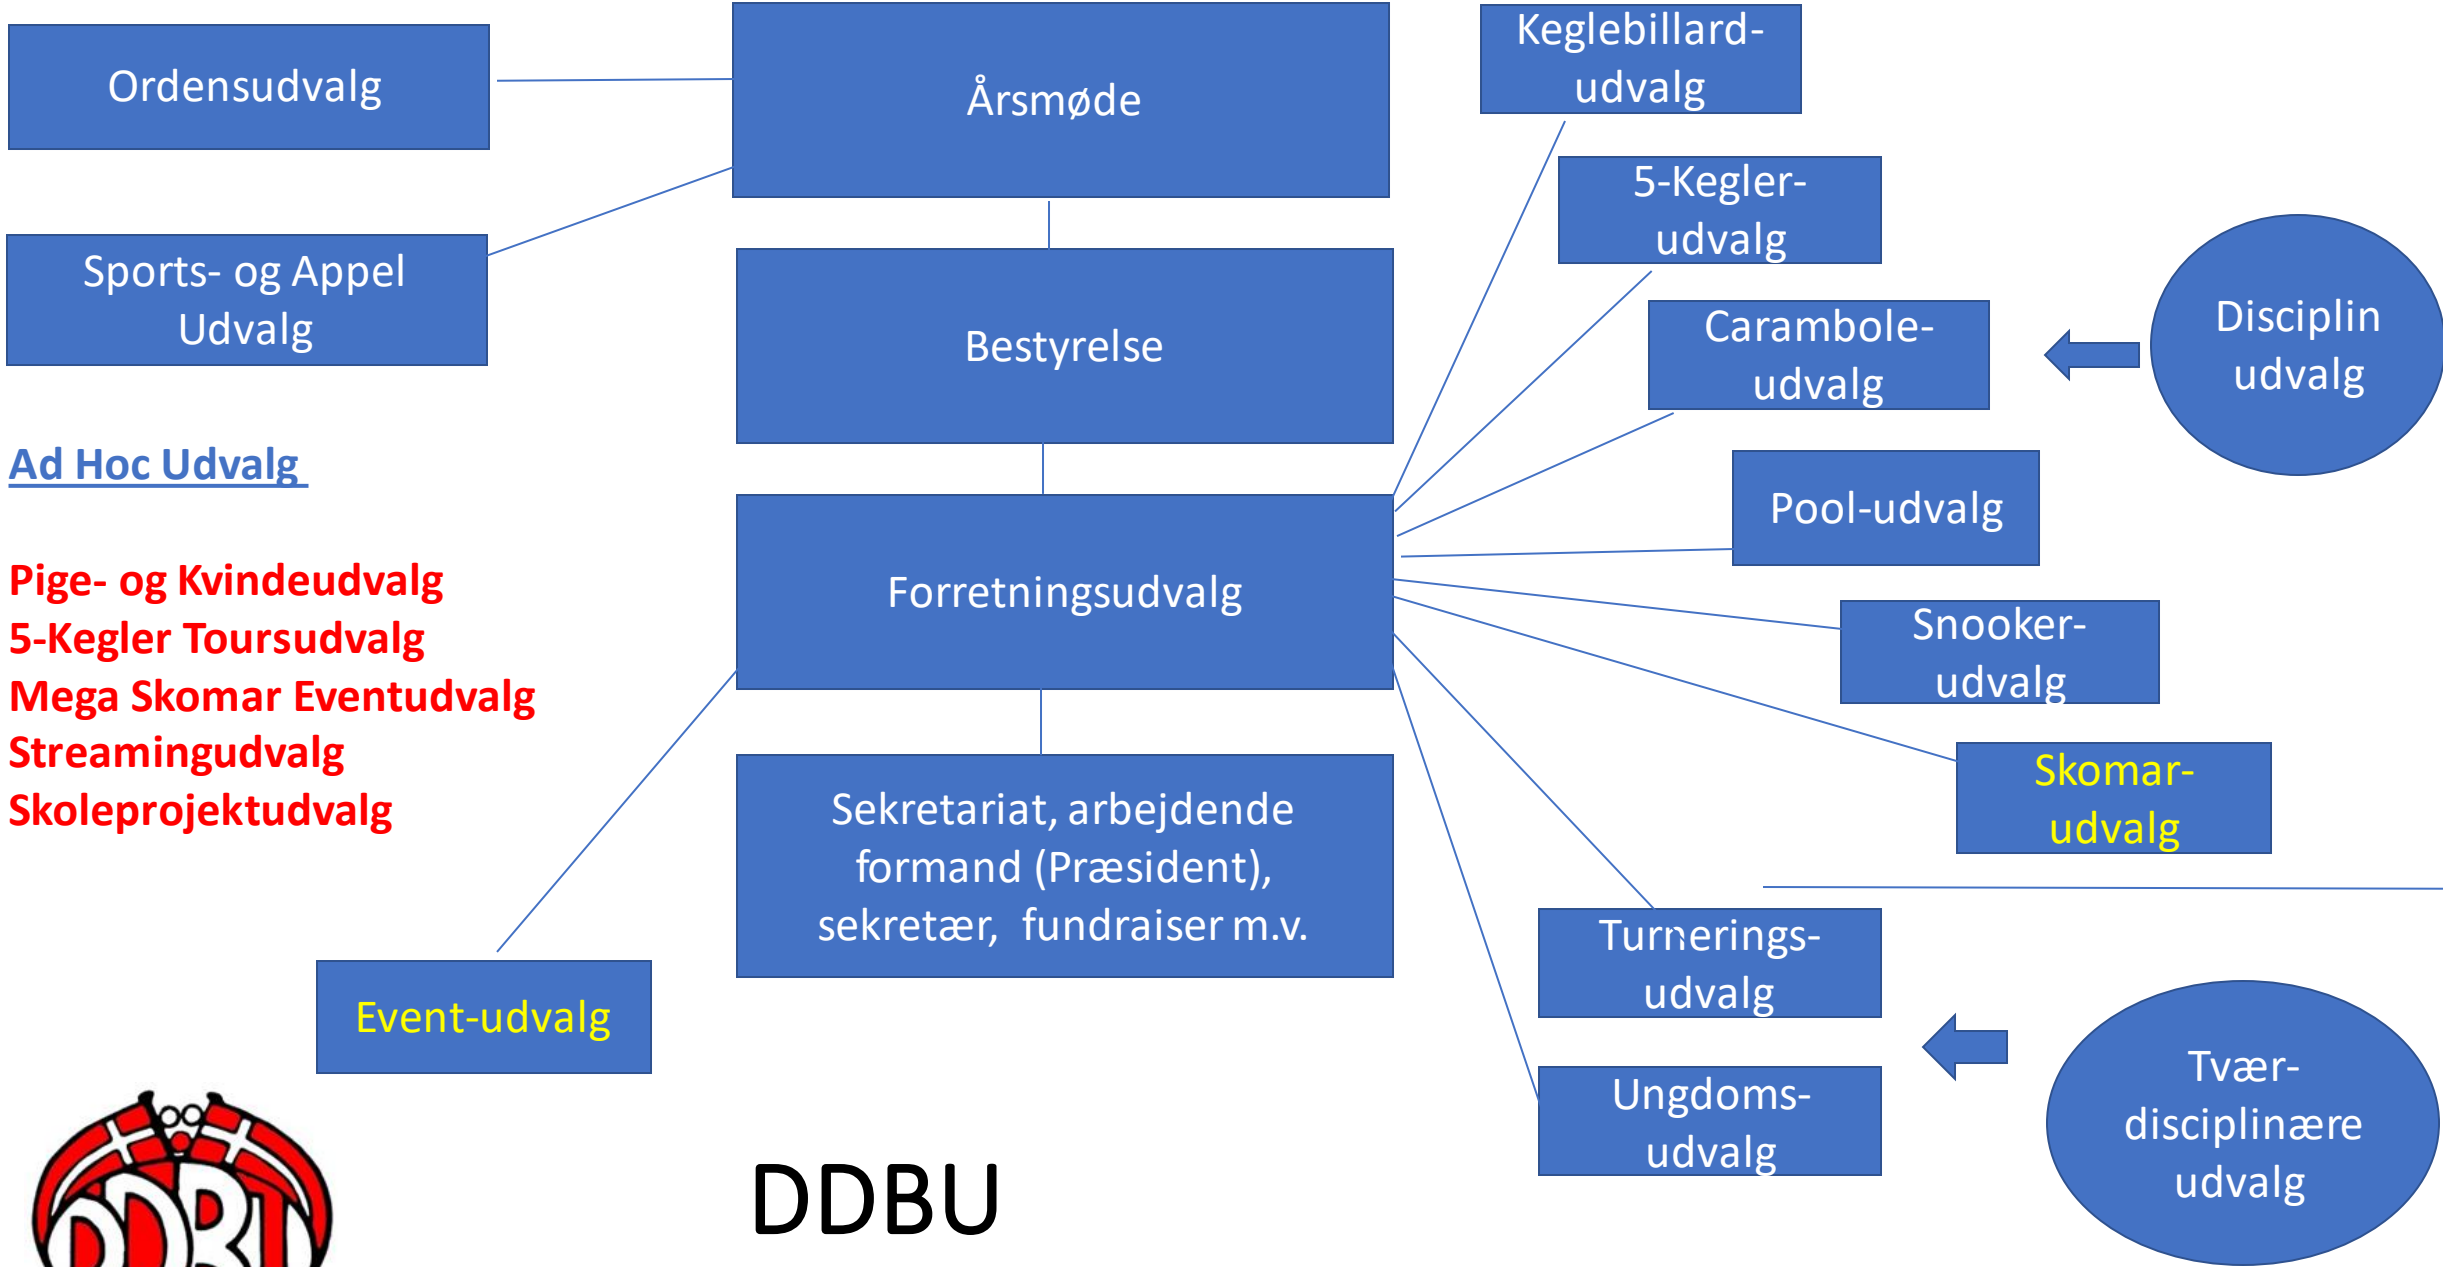 Ordensudvalg
Årsmøde
Keglebillard-
udvalg
5-Kegler-
udvalg
Sports- og Appel
Udvalg
Bestyrelse
Carambole-
udvalg
Disciplin
udvalg
Ad Hoc Udvalg
Pige- og Kvindeudvalg
5-Kegler Toursudvalg
Mega Skomar Eventudvalg
Streamingudvalg
Skoleprojektudvalg
Forretningsudvalg
Pool-udvalg
Snooker-
udvalg
Skomar-
udvalg
Sekretariat, arbejdende
formand (Præsident),
sekretær, fundraiser m.v.
Turnerings-
udvalg
Event-udvalg
Ungdoms-
udvalg
Tvær-
disciplinære
udvalg
DDBU